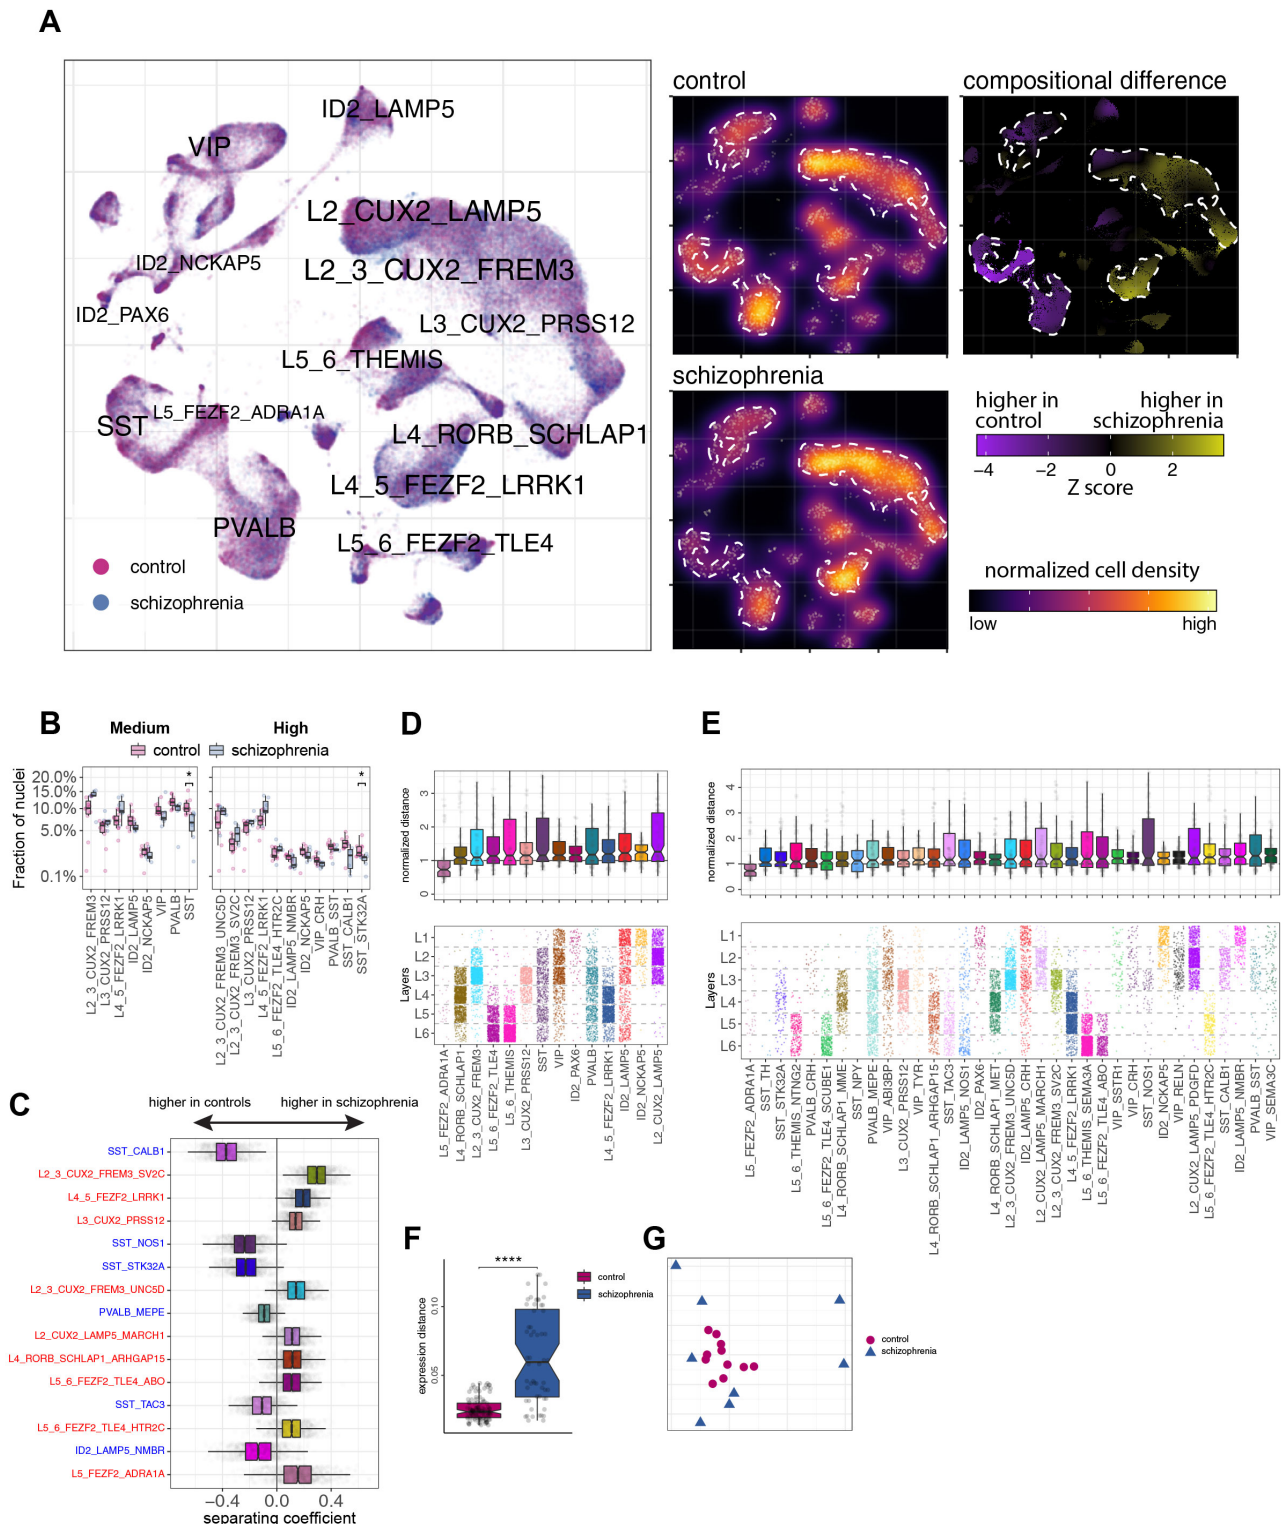 A
ID2_LAMP5
VIP
L2_CUX2_LAMP5
ID2_NCKAP5
L2_3_CUX2_FREM3
ID2_PAX6
L3_CUX2_PRSS12
L5_6_THEMIS
SST
L5_FEZF2_ADRA1A
L4_RORB_SCHLAP1
L4_5_FEZF2_LRRK1
PVALB
L5_6_FEZF2_TLE4
control
schizophrenia
control
compositional difference
schizophrenia
higher in control
higher in schizophrenia
−4 −2 0 2
Z score
normalized cell density
low high
B
Medium High
control schizophrenia
Fraction of nuclei
20.0%
15.0%
10.0%
5.0%
0.1%
*
*
L2_3_CUX2_FREM3
L3_CUX2_PRSS12
L4_5_FEZF2_LRRK1
ID2_LAMP5
ID2_NCKAP5
VIP
PVALB
SST
L2_3_CUX2_FREM3_UNC5D
L2_3_CUX2_FREM3_SV2C
L3_CUX2_PRSS12
L4_5_FEZF2_LRRK1
L5_6_FEZF2_TLE4_HTR2C
ID2_LAMP5_NMBR
ID2_NCKAP5
VIP_CRH
PVALB_SST
SST_CALB1
SST_STK32A
C
higher in controls higher in schizophrenia
SST_CALB1
L2_3_CUX2_FREM3_SV2C
L4_5_FEZF2_LRRK1
L3_CUX2_PRSS12
SST_NOS1
SST_STK32A
L2_3_CUX2_FREM3_UNC5D
PVALB_MEPE
L2_CUX2_LAMP5_MARCH1
L4_RORB_SCHLAP1_ARHGAP15
L5_6_FEZF2_TLE4_ABO
SST_TAC3
L5_6_FEZF2_TLE4_HTR2C
ID2_LAMP5_NMBR
L5_FEZF2_ADRA1A
−0.4 0.0 0.4
separating coefficient
D
normalized distance
3
2
1
0
Layers
L1
L2
L3
L4
L5
L6
L5_FEZF2_ADRA1A
L4_RORB_SCHLAP1
L2_3_CUX2_FREM3
L5_6_FEZF2_TLE4
L5_6_THEMIS
L3_CUX2_PRSS12
SST
VIP
ID2_PAX6
PVALB
L4_5_FEZF2_LRRK1
ID2_LAMP5
ID2_NCKAP5
L2_CUX2_LAMP5
E
normalized distance
4
3
2
1
0
Layers
L1
L2
L3
L4
L5
L6
L5_FEZF2_ADRA1A
SST_TH
SST_STK32A
L5_6_THEMIS_NTNG2
PVALB_CRH
L5_6_FEZF2_TLE4_SCUBE1
L4_RORB_SCHLAP1_MME
SST_NPY
PVALB_MEPE
VIP_ABI3BP
L3_CUX2_PRSS12
VIP_TYR
L4_RORB_SCHLAP1_ARHGAP15
SST_TAC3
ID2_LAMP5_NOS1
ID2_PAX6
L4_RORB_SCHLAP1_MET
L2_3_CUX2_FREM3_UNC5D
ID2_LAMP5_CRH
L2_CUX2_LAMP5_MARCH1
L2_3_CUX2_FREM3_SV2C
L4_5_FEZF2_LRRK1
L5_6_THEMIS_SEMA3A
L5_6_FEZF2_TLE4_ABO
VIP_SSTR1
VIP_CRH
SST_NOS1
ID2_NCKAP5
VIP_RELN
L2_CUX2_LAMP5_PDGFD
L5_6_FEZF2_TLE4_HTR2C
SST_CALB1
ID2_LAMP5_NMBR
PVALB_SST
VIP_SEMA3C
F
****
expression distance
0.10
0.05
control
schizophrenia
G
control
schizophrenia